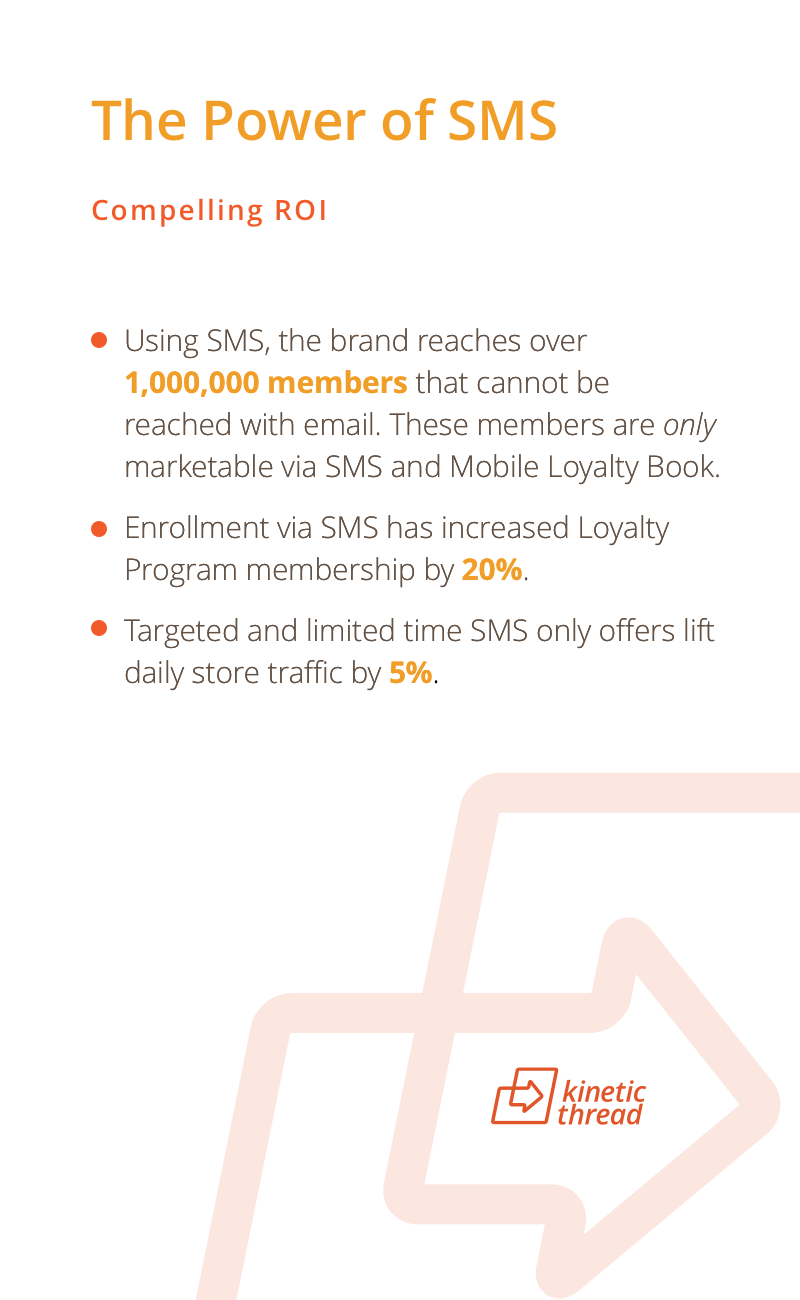 The Power of SMS
Compelling ROI
Using SMS, the brand reaches over
1,000,000 members that cannot be
reached with email. These members are only
marketable via SMS and Mobile Loyalty Book.
Enrollment via SMS has increased Loyalty
Program membership by 20%.
Targeted and limited time SMS only offers lift
daily store traffic by 5%.
kinetic
thread